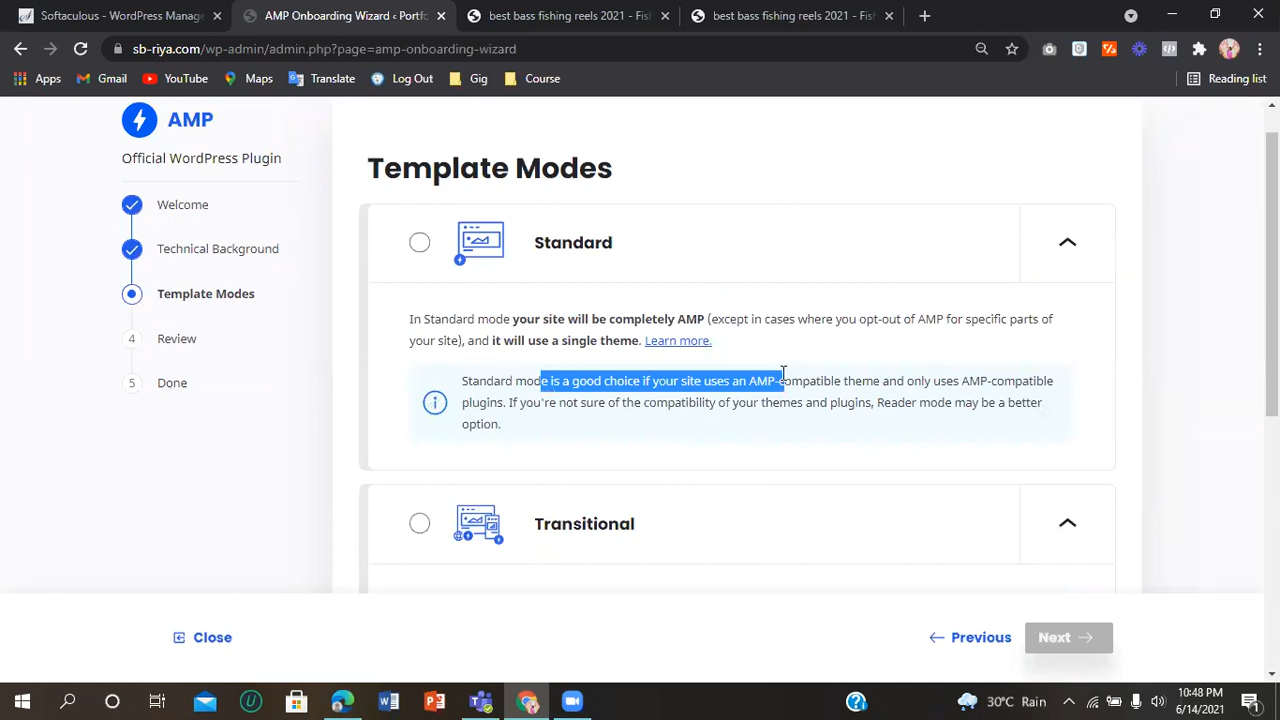 Softaculous - WordPress Manage
AMP Onboarding Wizard ‹ Portfo
best bass fishing reels 2021 - Fish
best bass fishing reels 2021 - Fish
sb-riya.com/wp-admin/admin.php?page=amp-onboarding-wizard
Apps
Gmail
YouTube
Maps
Translate
Log Out
Gig
Course
Reading list
AMP
Official WordPress Plugin
Welcome
Technical Background
Template Modes
4 Review
5 Done
Template Modes
Standard
In Standard mode your site will be completely AMP (except in cases where you opt-out of AMP for specific parts of
your site), and it will use a single theme. Learn more.
Standard mode is a good choice if your site uses an AMP-compatible theme and only uses AMP-compatible
plugins. If you're not sure of the compatibility of your themes and plugins, Reader mode may be a better
option.
Transitional
Close
Previous
Next
30°C Rain
10:48 PM
6/14/2021